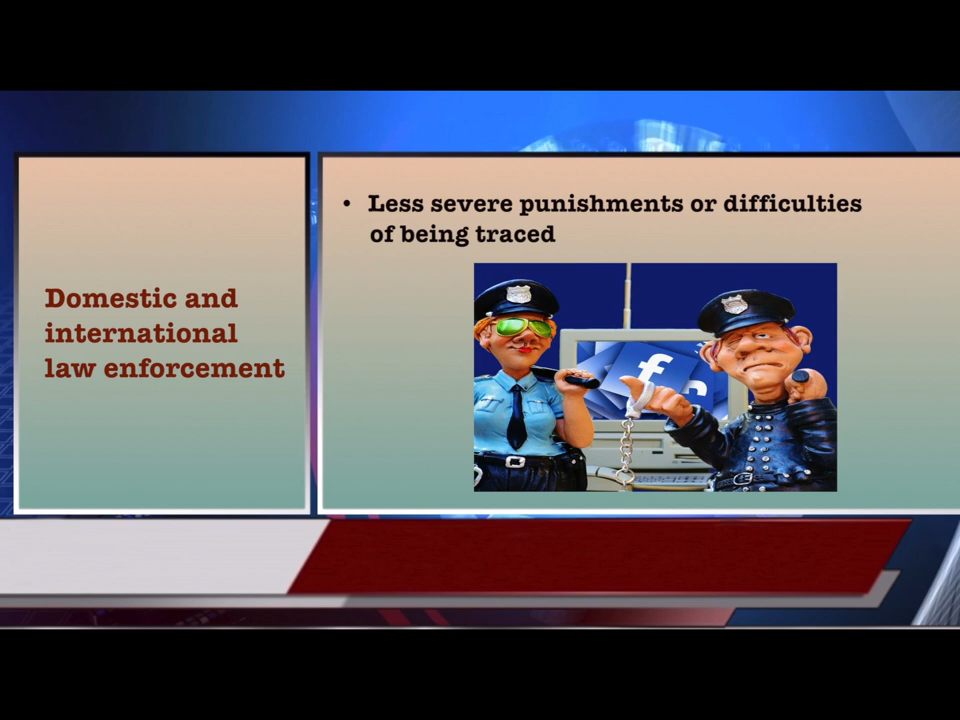 Domestic and
international
law enforcement
• Less severe punishments or difficulties
of being traced
f